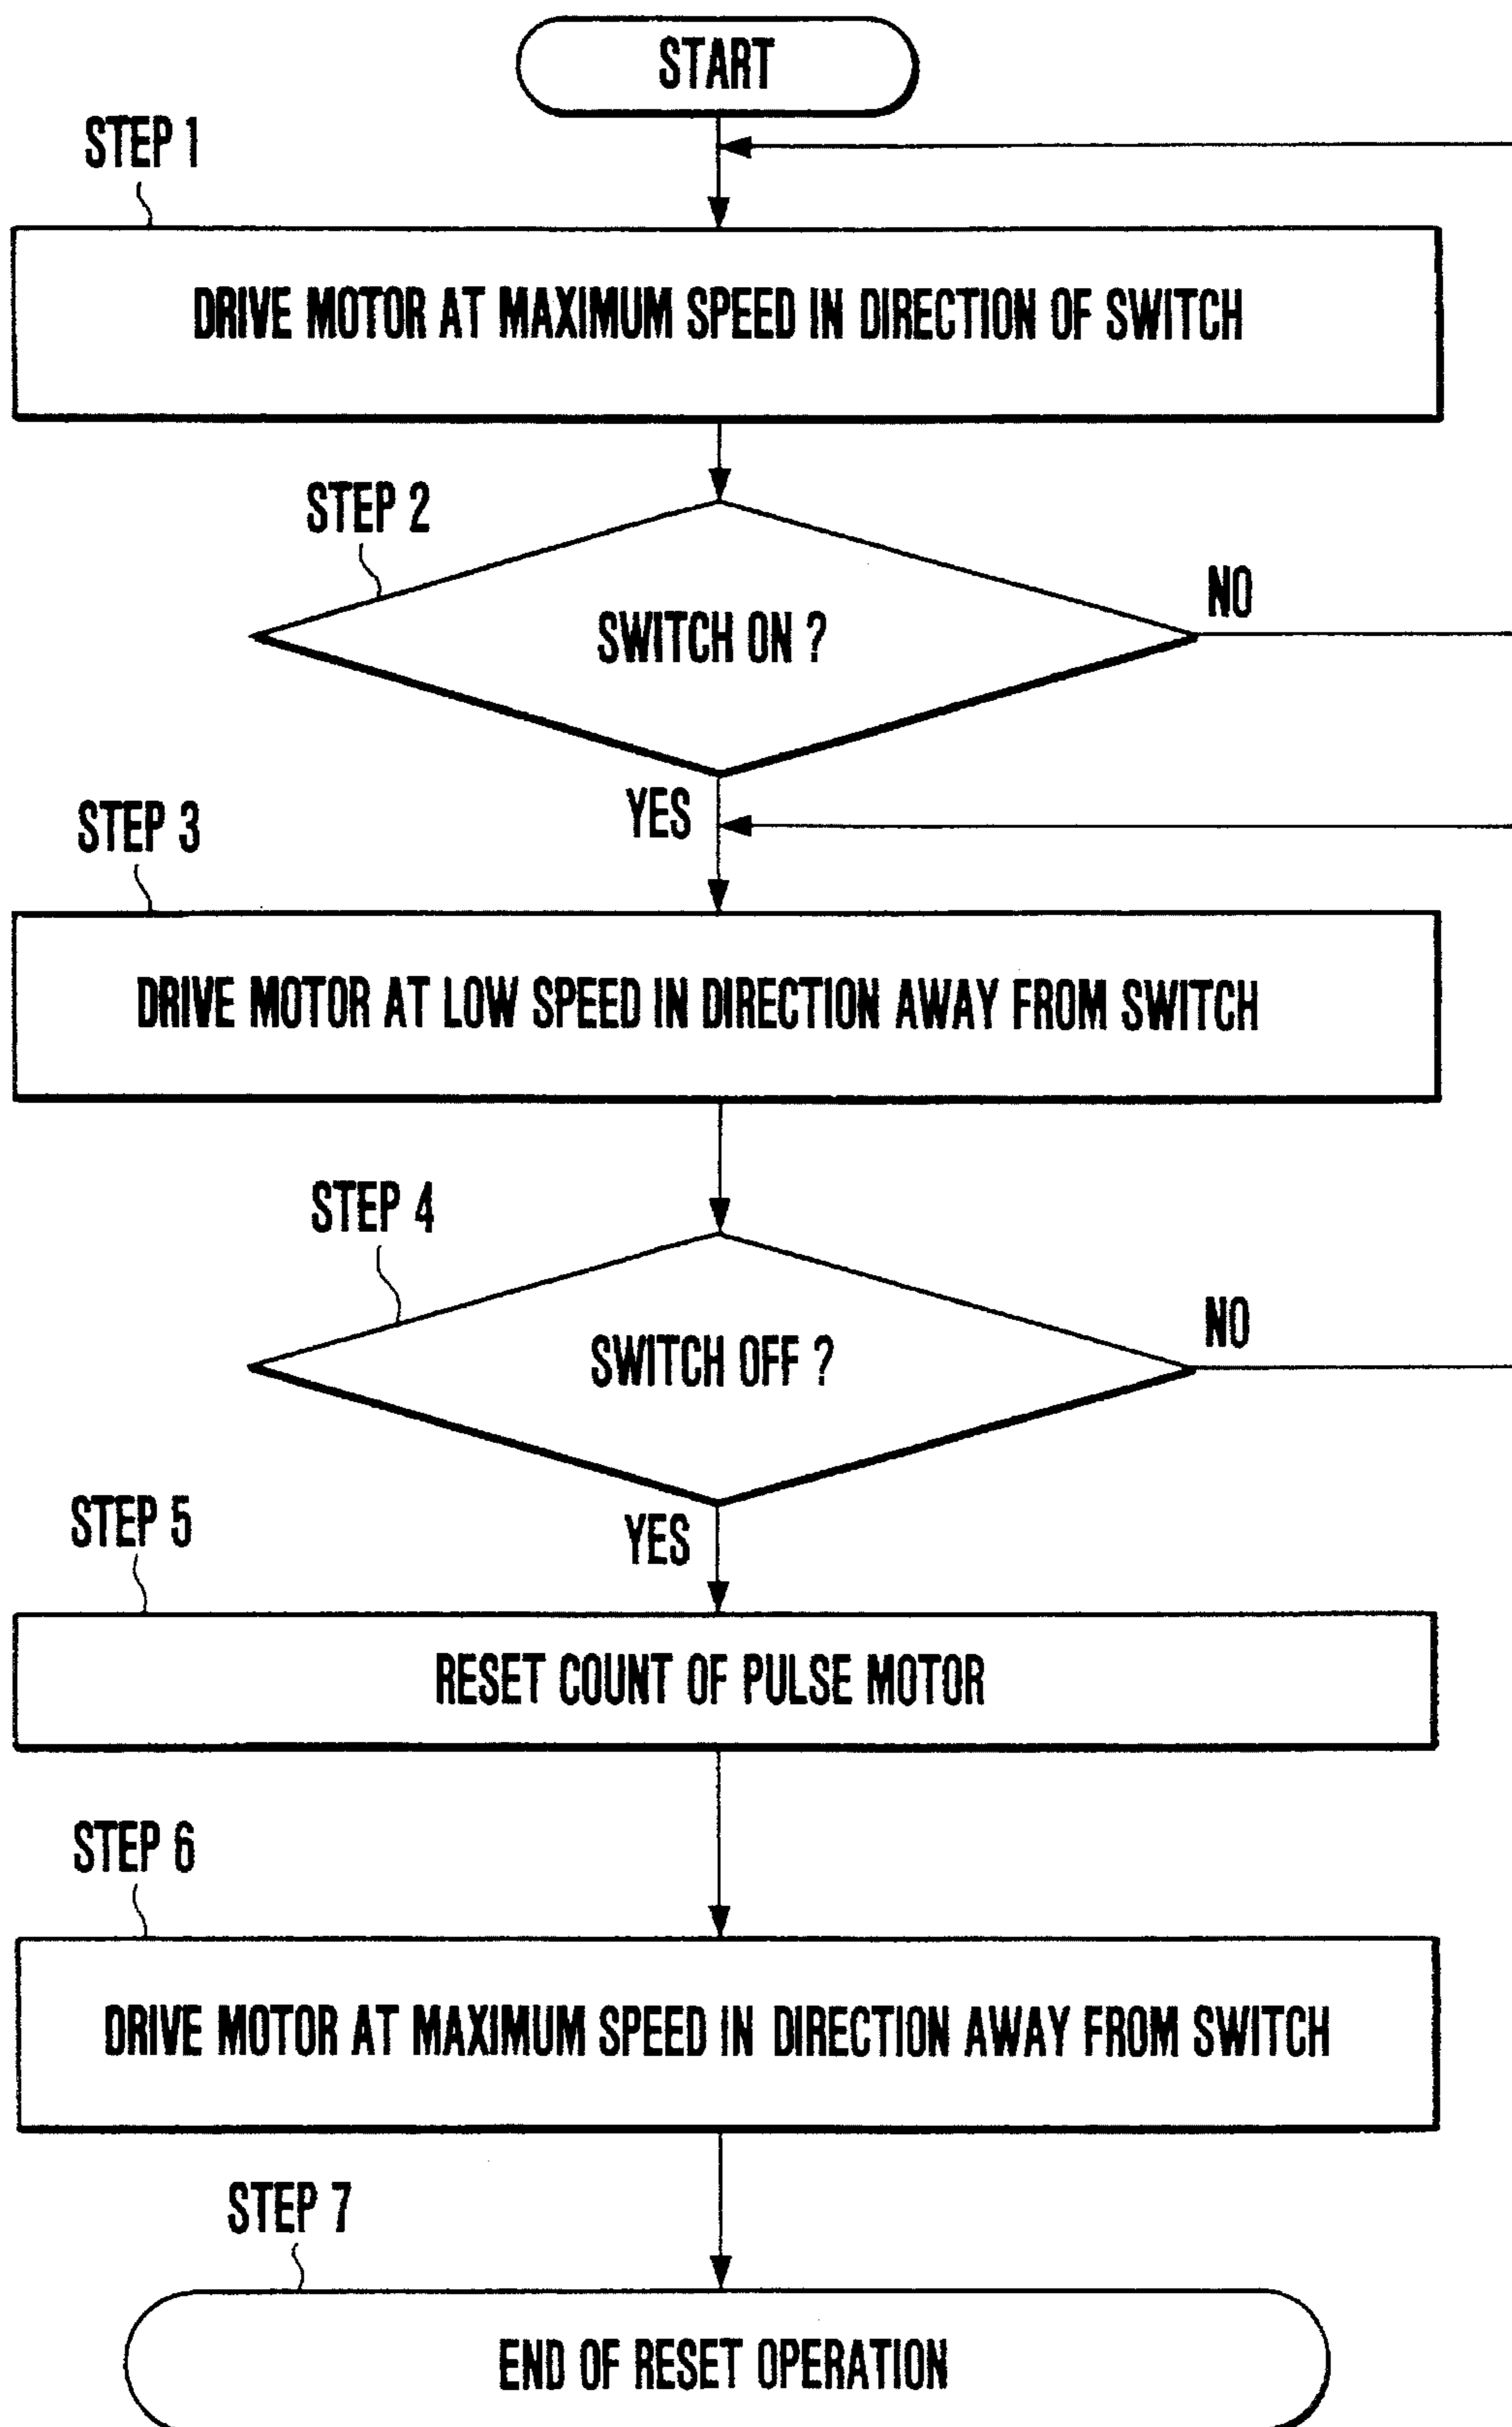 START
STEP 1
DRIVE MOTOR AT MAXIMUM SPEED IN DIRECTION OF SWITCH
STEP 2
SWITCH ON ?
NO
YES
STEP 3
DRIVE MOTOR AT LOW SPEED IN DIRECTION AWAY FROM SWITCH
STEP 4
SWITCH OFF ?
NO
YES
STEP 5
RESET COUNT OF PULSE MOTOR
STEP 6
DRIVE MOTOR AT MAXIMUM SPEED IN DIRECTION AWAY FROM SWITCH
STEP 7
END OF RESET OPERATION